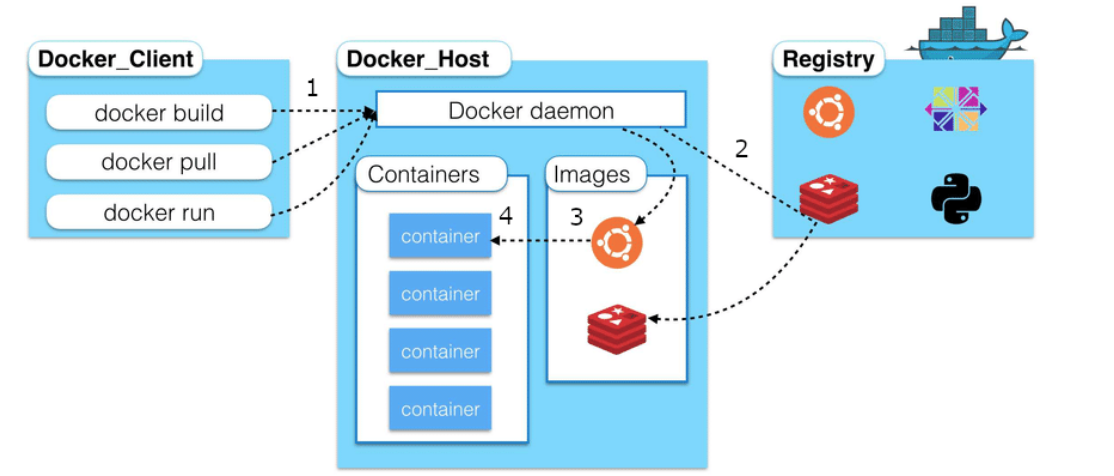 Docker_Client
docker build
docker pull
docker run
1
Docker_Host
Docker daemon
Containers
container
container
container
container
4
Images
3
2
Registry